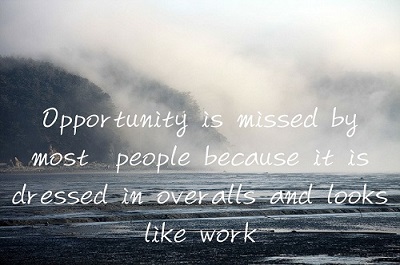 Opportunity is missed by
most people because it is
dressed in overalls and looks
like work